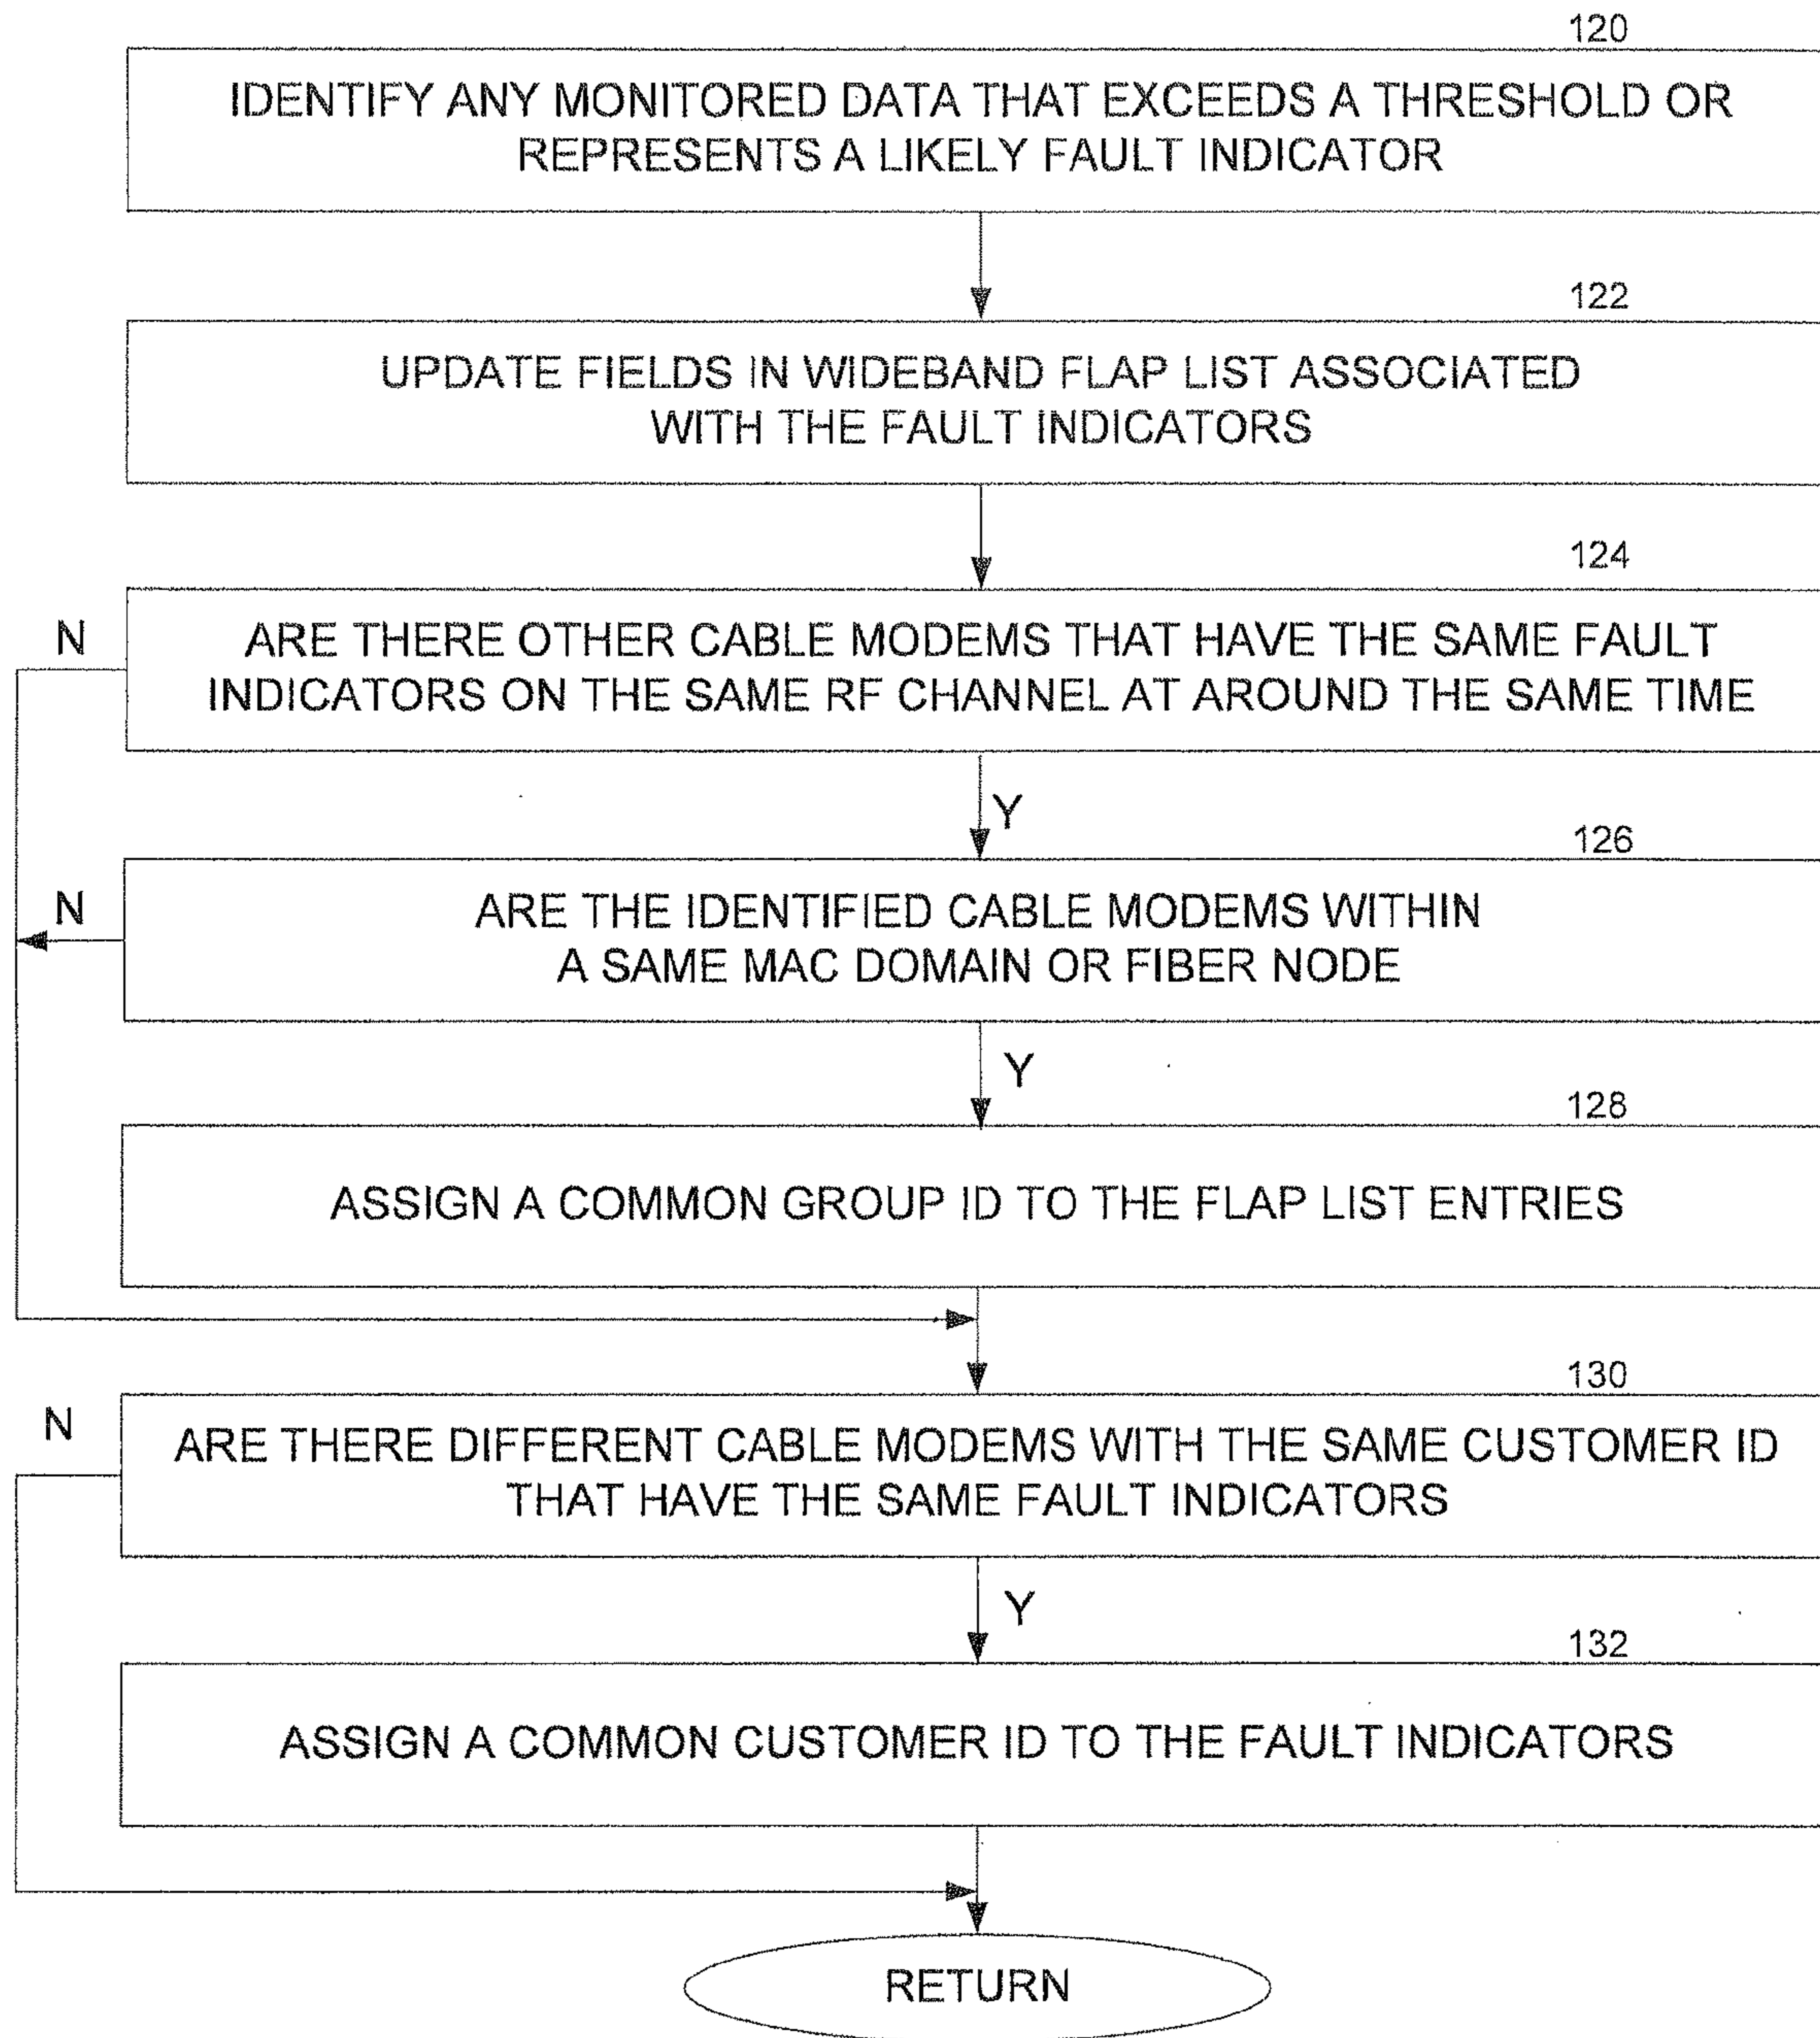 120
IDENTIFY ANY MONITORED DATA THAT EXCEEDS A THRESHOLD OR
REPRESENTS A LIKELY FAULT INDICATOR
122
UPDATE FIELDS IN WIDEBAND FLAP LIST ASSOCIATED
WITH THE FAULT INDICATORS
124
N
ARE THERE OTHER CABLE MODEMS THAT HAVE THE SAME FAULT
INDICATORS ON THE SAME RF CHANNEL AT AROUND THE SAME TIME
Y
126
N
ARE THE IDENTIFIED CABLE MODEMS WITHIN
A SAME MAC DOMAIN OR FIBER NODE
Y
128
ASSIGN A COMMON GROUP ID TO THE FLAP LIST ENTRIES
130
N
ARE THERE DIFFERENT CABLE MODEMS WITH THE SAME CUSTOMER ID
THAT HAVE THE SAME FAULT INDICATORS
Y
132
ASSIGN A COMMON CUSTOMER ID TO THE FAULT INDICATORS
RETURN